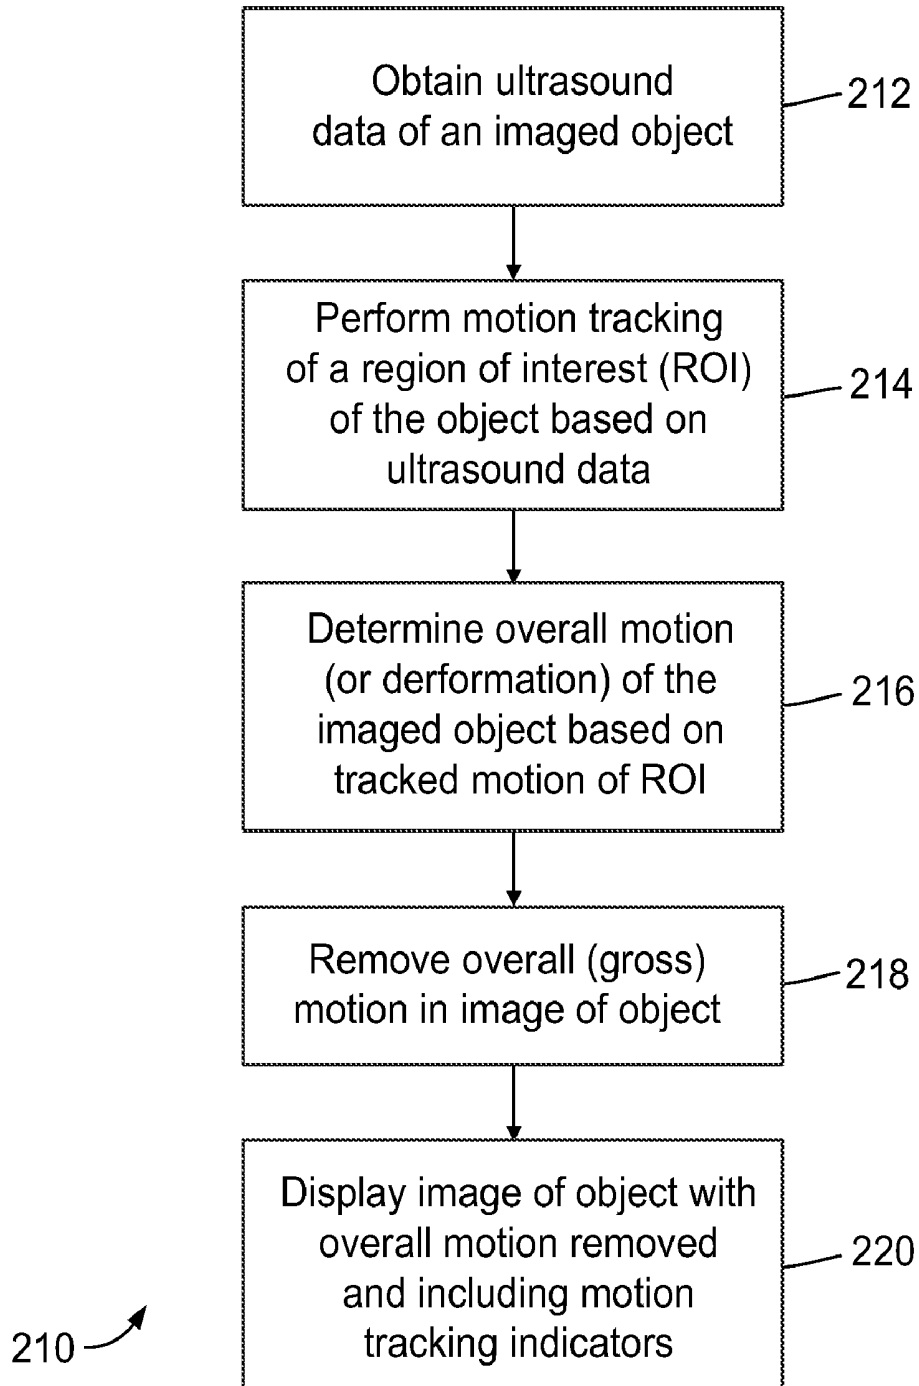 Obtain ultrasound
data of an imaged object
212
Perform motion tracking
of a region of interest (ROI)
of the object based on
ultrasound data
214
Determine overall motion
(or derformation) of the
imaged object based on
tracked motion of ROI
216
Remove overall (gross)
motion in image of object
218
Display image of object with
overall motion removed
and including motion
tracking indicators
220
210